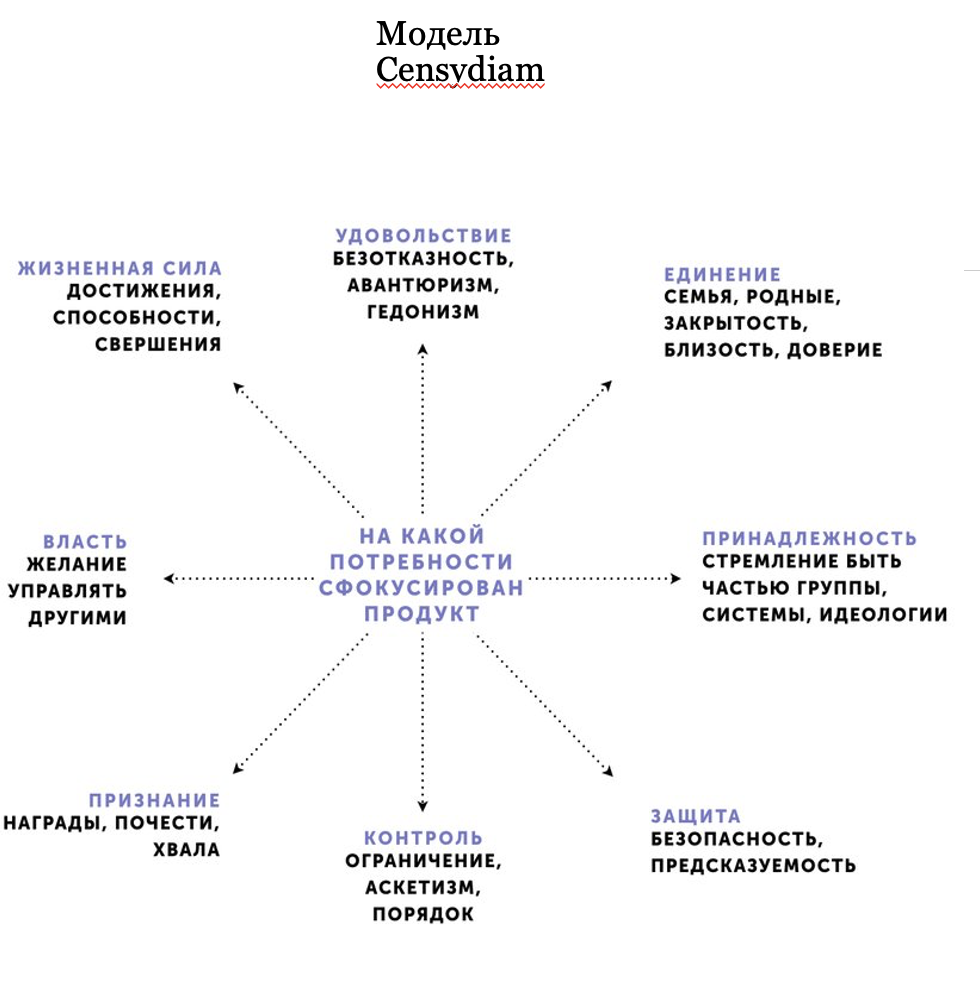 Модель
Censydiam
УДОВОЛЬСТВИЕ
БЕЗОТКАЗНОСТЬ,
АВАНТЮРИЗМ,
ГЕДОНИЗМ
ЖИЗНЕННАЯ СИЛА
ДОСТИЖЕНИЯ,
СПОСОБНОСТИ,
СВЕРШЕНИЯ
ЕДИНЕНИЕ
СЕМЬЯ, РОДНЫЕ,
ЗАКРЫТОСТЬ,
БЛИЗОСТЬ, ДОВЕРИЕ
ВЛАСТЬ
ЖЕЛАНИЕ
УПРАВЛЯТЬ
ДРУГИМИ
НА КАКОЙ
ПОТРЕБНОСТИ
СФОКУСИРОВАН
ПРОДУКТ
ПРИНАДЛЕЖНОСТЬ
СТРЕМЛЕНИЕ БЫТЬ
ЧАСТЬЮ ГРУППЫ,
СИСТЕМЫ, ИДЕОЛОГИИ
ПРИЗНАНИЕ
НАГРАДЫ, ПОЧЕСТИ,
ХВАЛА
КОНТРОЛЬ
ОГРАНИЧЕНИЕ,
АСКЕТИЗМ,
ПОРЯДОК
ЗАЩИТА
БЕЗОПАСНОСТЬ,
ПРЕДСКАЗУЕМОСТЬ